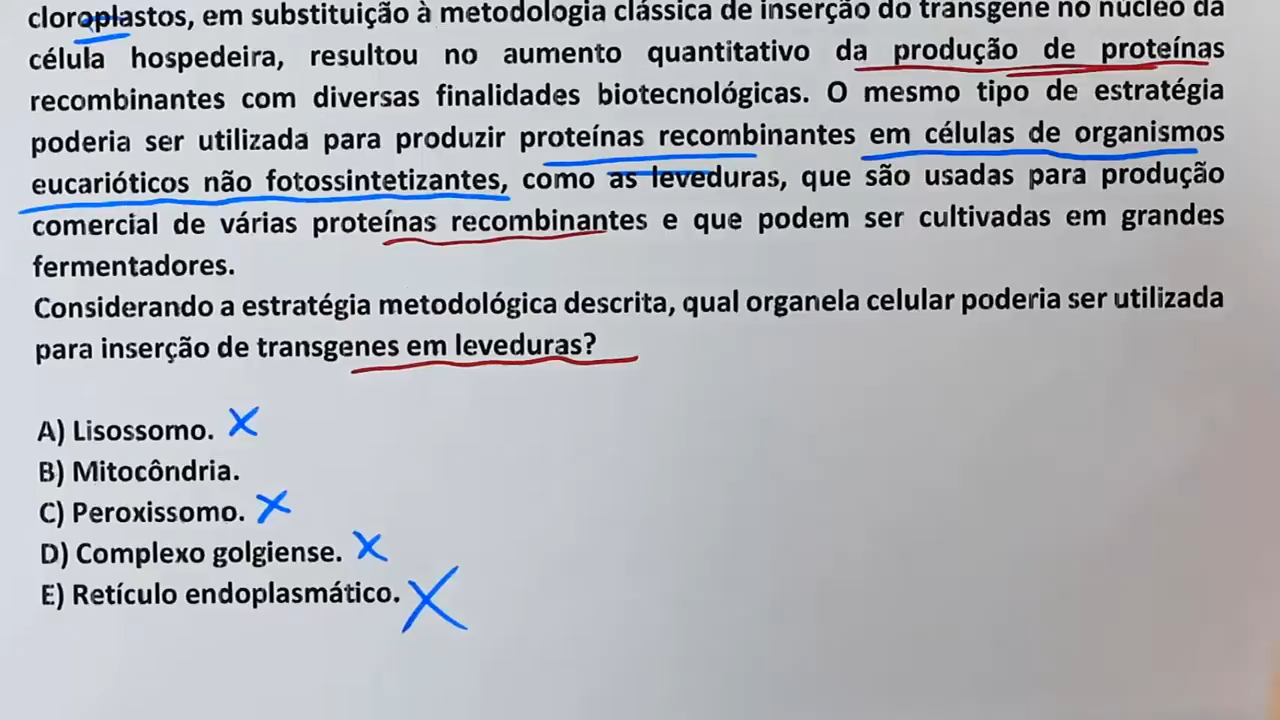 cloroplastos, em substituição à metodologia clássica de inserção do transgene no núcleo da
célula hospedeira, resultou no aumento quantitativo da produção de proteínas
recombinantes com diversas finalidades biotecnológicas. O mesmo tipo de estratégia
poderia ser utilizada para produzir proteínas recombinantes em células de organismos
eucarióticos não fotossintetizantes, como as leveduras, que são usadas para produção
comercial de várias proteínas recombinantes e que podem ser cultivadas em grandes
fermentadores.
Considerando a estratégia metodológica descrita, qual organela celular poderia ser utilizada
para inserção de transgenes em leveduras?
A) Lisossomo.
B) Mitocôndria.
C) Peroxissomo.
D) Complexo golgiense.
E) Retículo endoplasmático.